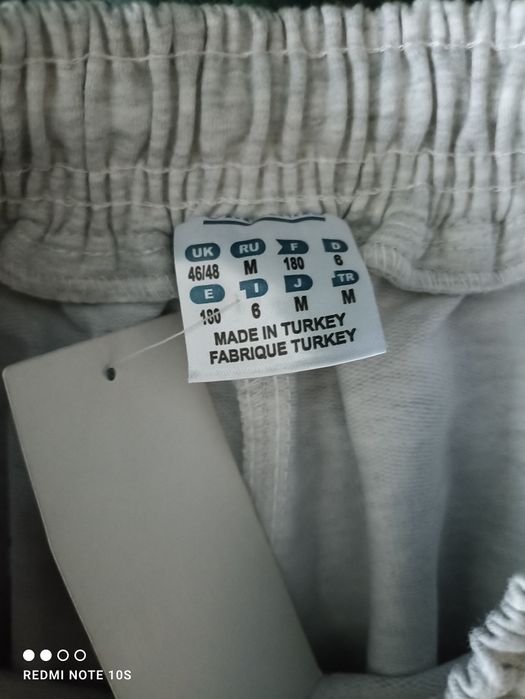 UK RU F D
46/48 M 180 6
E I J TR
180 6 M M
MADE IN TURKEY
FABRIQUE TURKEY
REDMI NOTE 10S